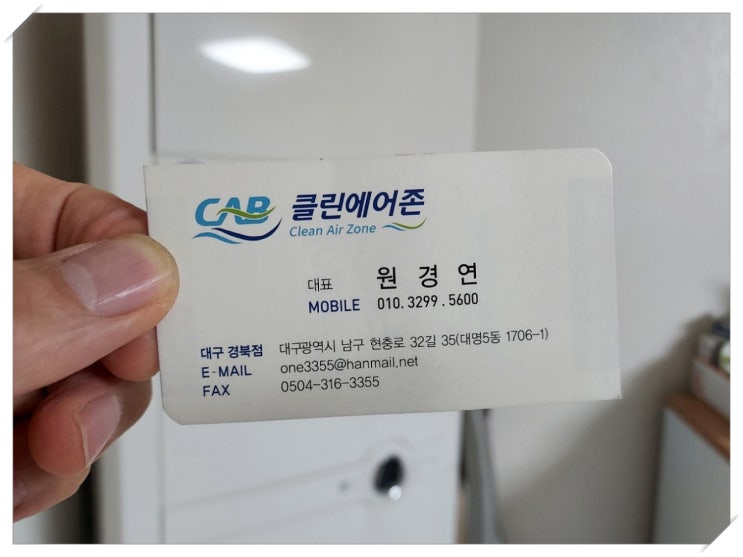 CAB 클린에어존
Clean Air Zone
대표 원 경 연
MOBILE 010.3299.5600
대구 경북점 대구광역시 남구 현충로 32길 35(대명5동 1706-1)
E-MAIL one3355@hanmail.net
FAX 0504-316-3355